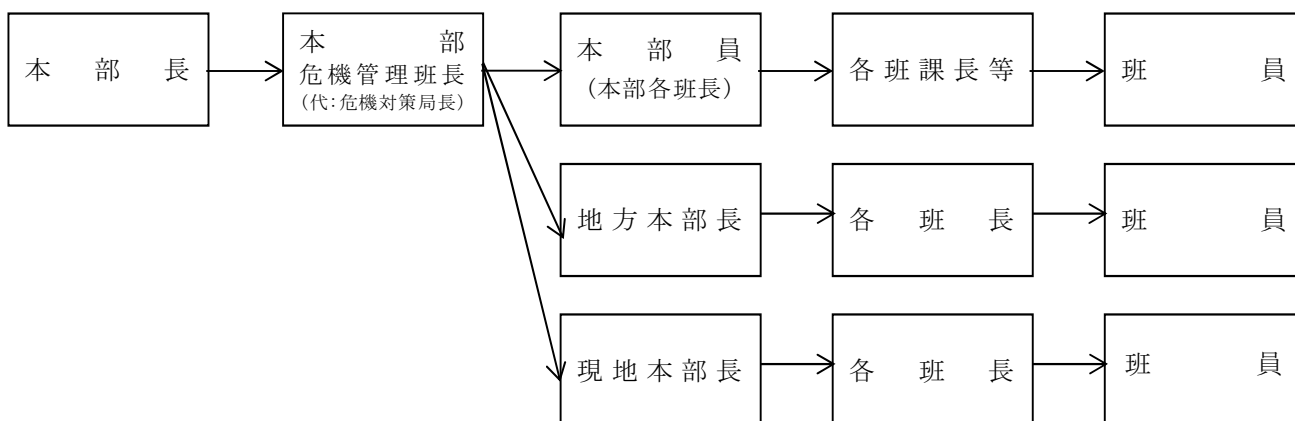 本部長
本部
危機管理班長
(代:危機対策局長)
本部員
(本部各班長)
各班課長等
班員
地方本部長
各班長
班員
現地本部長
各班長
班員